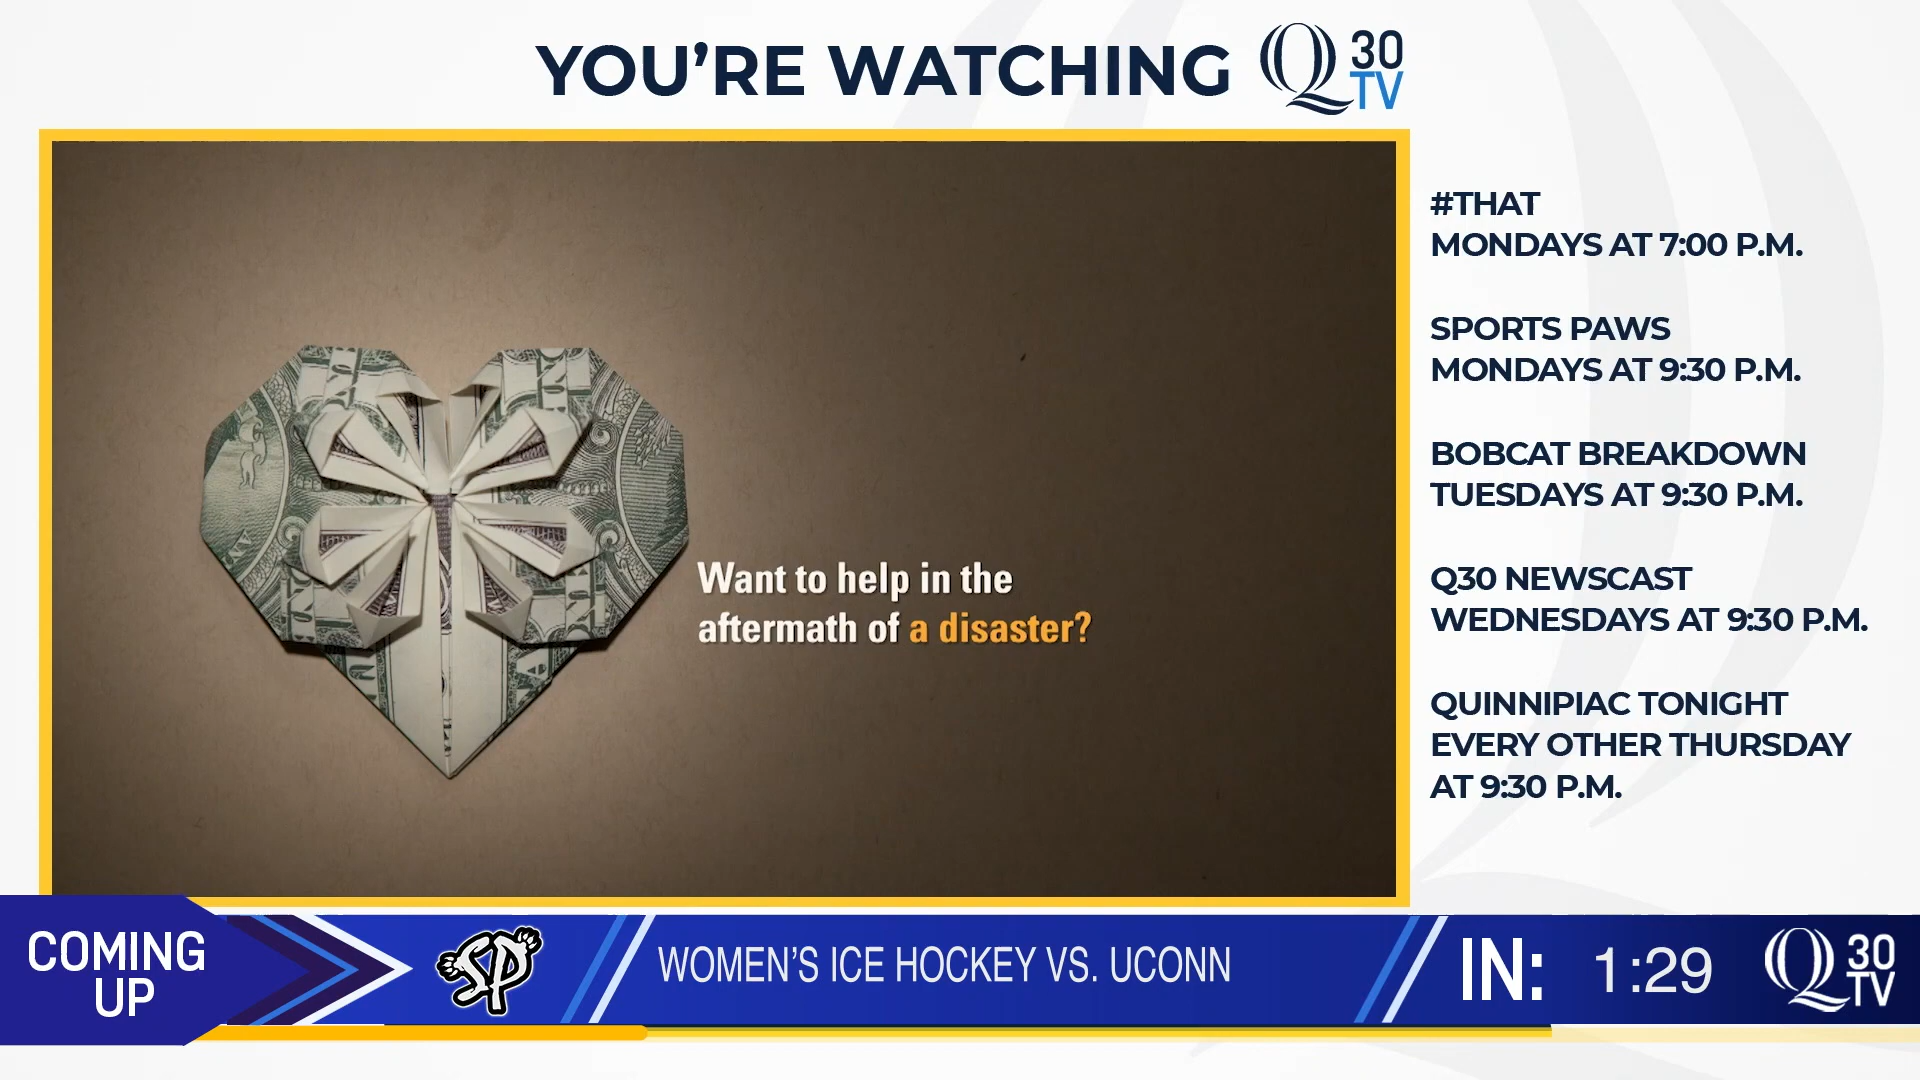 YOU'RE WATCHING Q 30 TV
#THAT
MONDAYS AT 7:00 P.M.
SPORTS PAWS
MONDAYS AT 9:30 P.M.
BOBCAT BREAKDOWN
TUESDAYS AT 9:30 P.M.
Q30 NEWSCAST
WEDNESDAYS AT 9:30 P.M.
QUINNIPIAC TONIGHT
EVERY OTHER THURSDAY
AT 9:30 P.M.
Want to help in the
aftermath of a disaster?
COMING
UP
SP
WOMEN'S ICE HOCKEY VS. UCONN
IN: 1:29
Q 30 TV